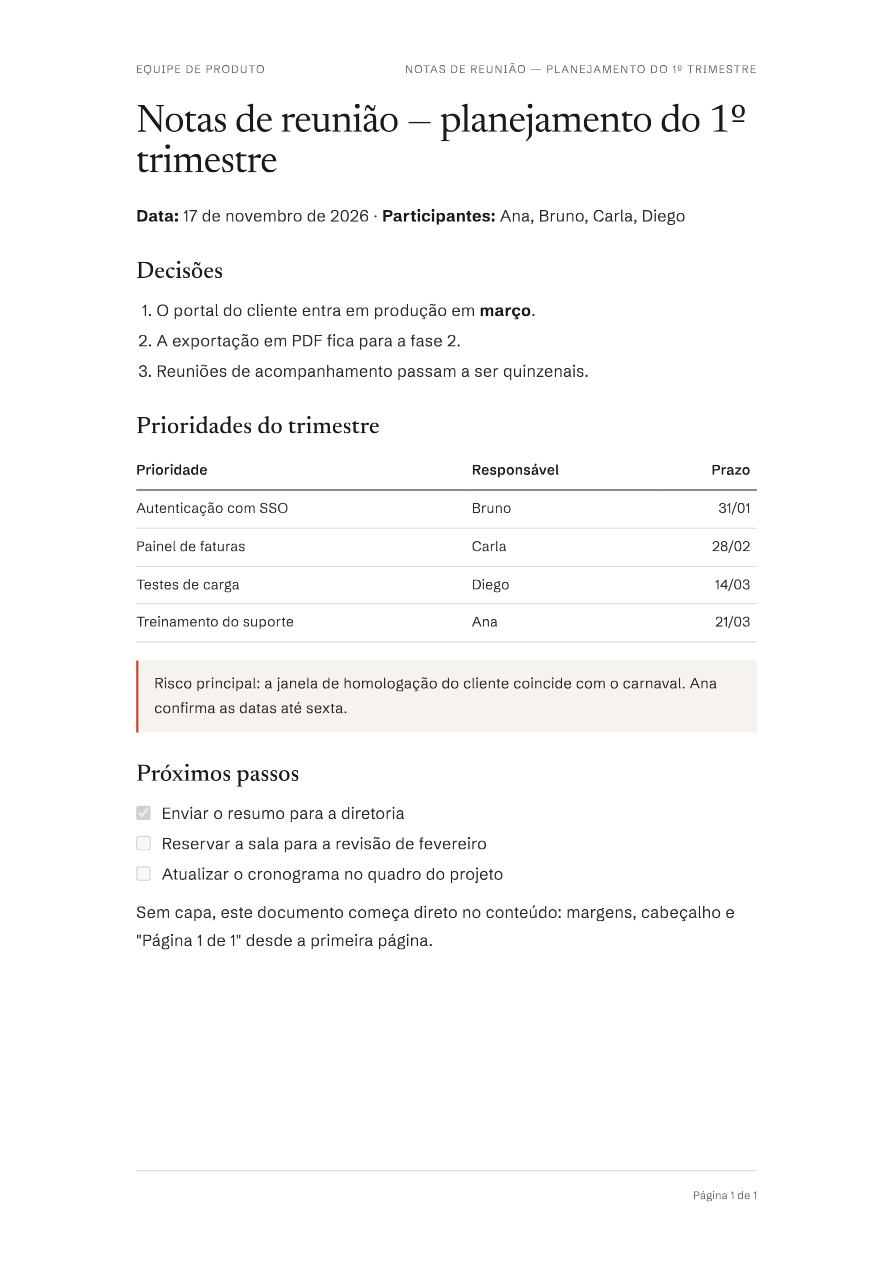 EQUIPE DE PRODUTO NOTAS DE REUNIÃO — PLANEJAMENTO DO 1º TRIMESTRE
Notas de reunião — planejamento do 1º
trimestre
Data: 17 de novembro de 2026 · Participantes: Ana, Bruno, Carla, Diego
Decisões
1. O portal do cliente entra em produção em março.
2. A exportação em PDF fica para a fase 2.
3. Reuniões de acompanhamento passam a ser quinzenais.
Prioridades do trimestre
Prioridade Responsável Prazo
Autenticação com SSO Bruno 31/01
Painel de faturas Carla 28/02
Testes de carga Diego 14/03
Treinamento do suporte Ana 21/03
Risco principal: a janela de homologação do cliente coincide com o carnaval. Ana
confirma as datas até sexta.
Próximos passos
Enviar o resumo para a diretoria
Reservar a sala para a revisão de fevereiro
Atualizar o cronograma no quadro do projeto
Sem capa, este documento começa direto no conteúdo: margens, cabeçalho e
"Página 1 de 1" desde a primeira página.
Página 1 de 1